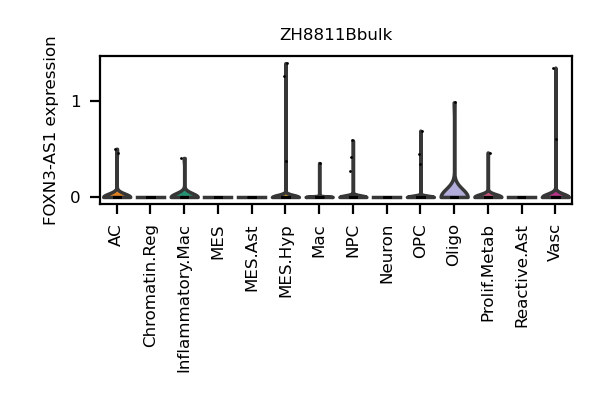 ZH8811Bbulk
FOXN3-AS1 expression
1
0
AC
Chromatin.Reg
Inflammatory.Mac
MES
MES.Ast
MES.Hyp
Mac
NPC
Neuron
OPC
Oligo
Prolif.Metab
Reactive.Ast
Vasc